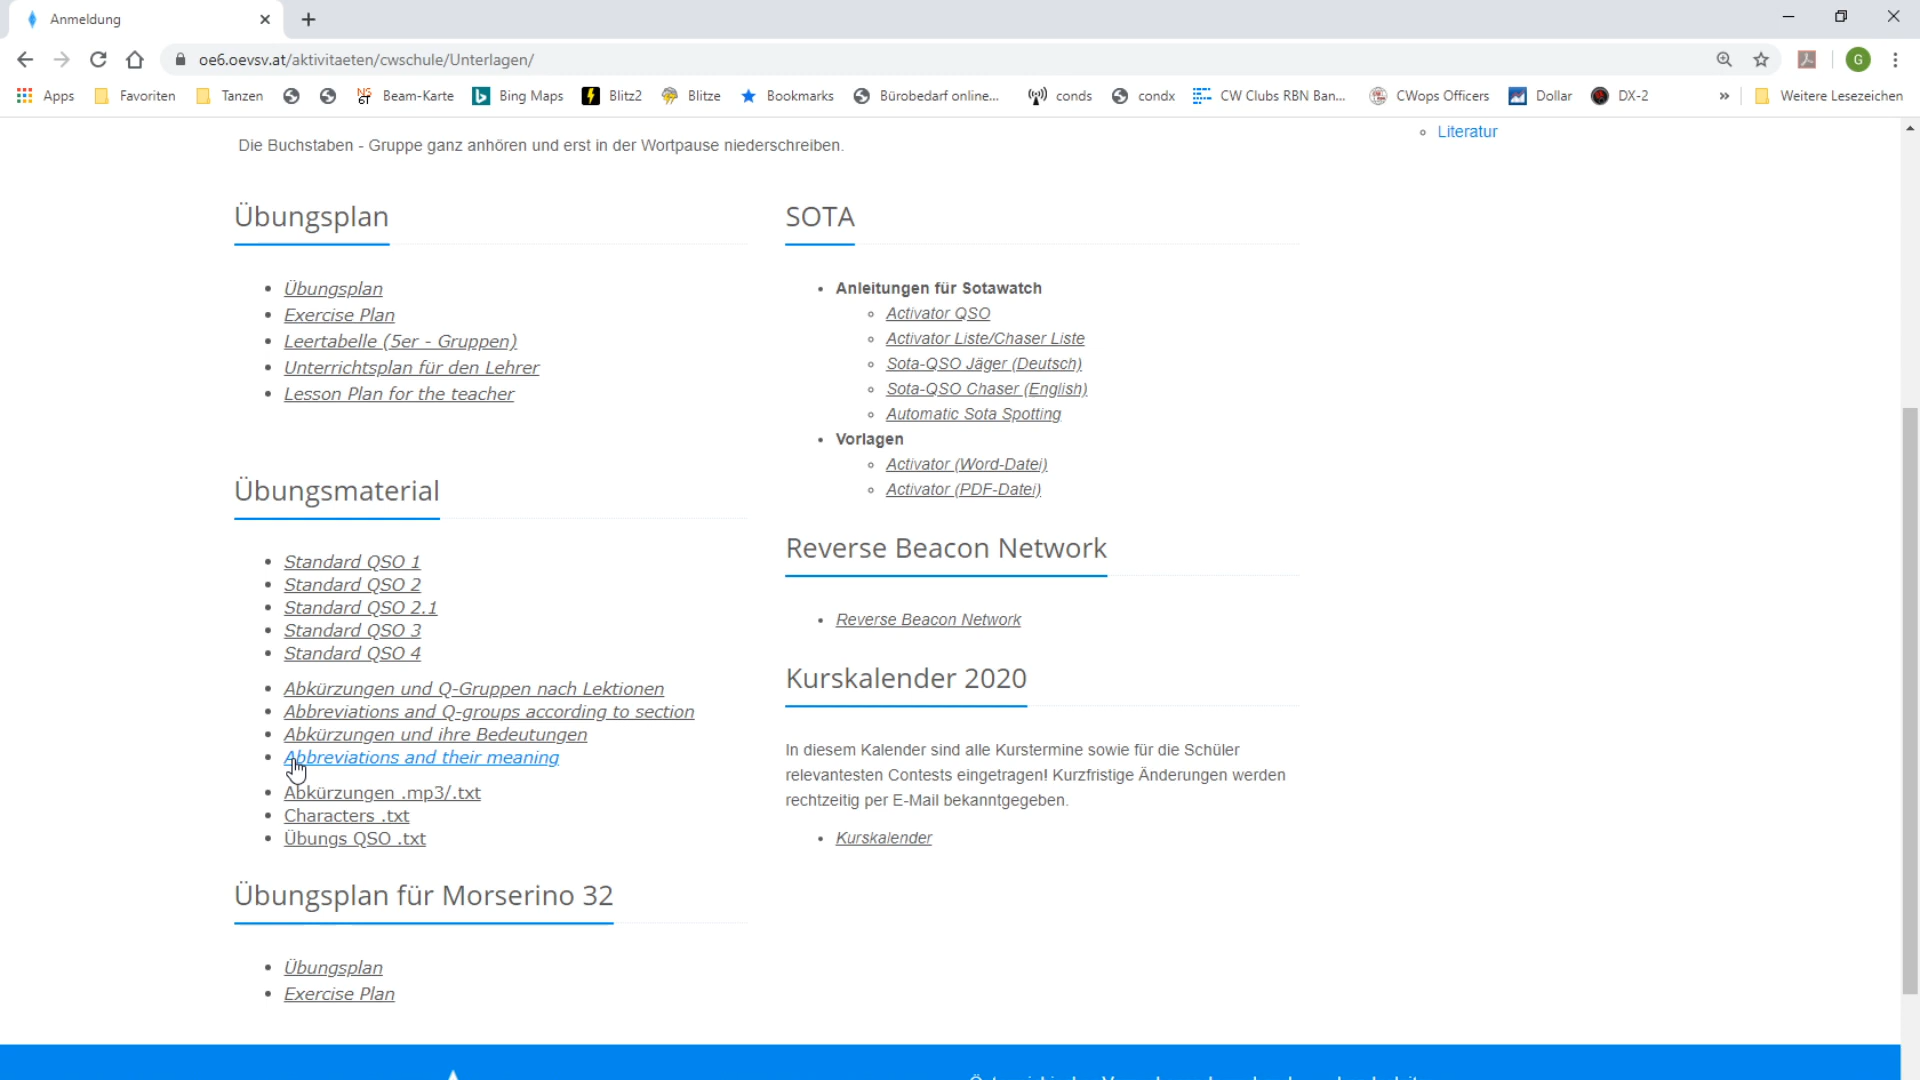 Anmeldung
oe6.oevsv.at/aktivitaeten/cwschule/Unterlagen/
G
Apps
Favoriten
Tanzen
NG 6T
Beam-Karte
Bing Maps
Blitz2
Blitze
Bookmarks
Bürobedarf online...
conds
condx
CW Clubs RBN Ban...
CWops Officers
Dollar
DX-2
»
Weitere Lesezeichen
Literatur
Die Buchstaben - Gruppe ganz anhören und erst in der Wortpause niederschreiben.
Übungsplan
Übungsplan
Exercise Plan
Leertabelle (5er - Gruppen)
Unterrichtsplan für den Lehrer
Lesson Plan for the teacher
Übungsmaterial
Standard QSO 1
Standard QSO 2
Standard QSO 2.1
Standard QSO 3
Standard QSO 4
Abkürzungen und Q-Gruppen nach Lektionen
Abbreviations and Q-groups according to section
Abkürzungen und ihre Bedeutungen
Abbreviations and their meaning
Abkürzungen .mp3/.txt
Characters .txt
Übungs QSO .txt
Übungsplan für Morserino 32
Übungsplan
Exercise Plan
SOTA
Anleitungen für Sotawatch
Activator QSO
Activator Liste/Chaser Liste
Sota-QSO Jäger (Deutsch)
Sota-QSO Chaser (English)
Automatic Sota Spotting
Vorlagen
Activator (Word-Datei)
Activator (PDF-Datei)
Reverse Beacon Network
Reverse Beacon Network
Kurskalender 2020
In diesem Kalender sind alle Kurstermine sowie für die Schüler
relevantesten Contests eingetragen! Kurzfristige Änderungen werden
rechtzeitig per E-Mail bekanntgegeben.
Kurskalender